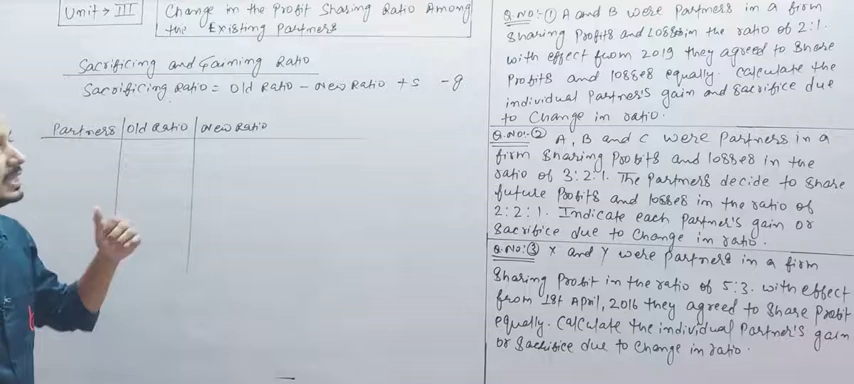 Unit → III
Change in the Profit Sharing Ratio Among
the Existing Partners
Sacrificing and Gaining Ratio
Sacrificing Ratio = Old Ratio - New Ratio +s -g
Partners Old Ratio New Ratio
Q.NO:-① A and B were Partners in a firm
Sharing Profits and Losses in the ratio of 2:1.
with effect from 2019 they agreed to Share
Profits and losses equally. Calculate the
individual Partner's gain and Sacrifice due
to Change in ratio.
Q.NO:-② A, B and C were Partners in a
firm Sharing Profits and losses in the
ratio of 3:2:1. The Partners decide to Share
future Profits and losses in the ratio of
2:2:1. Indicate each Partner's gain or
Sacrifice due to Change in ratio.
Q.NO:③ X and Y were Partners in a firm
Sharing Profit in the ratio of 5:3. with effect
from 1st April, 2016 they agreed to Share Profit
equally. Calculate the individual Partner's gain
or Sacrifice due to Change in ratio.